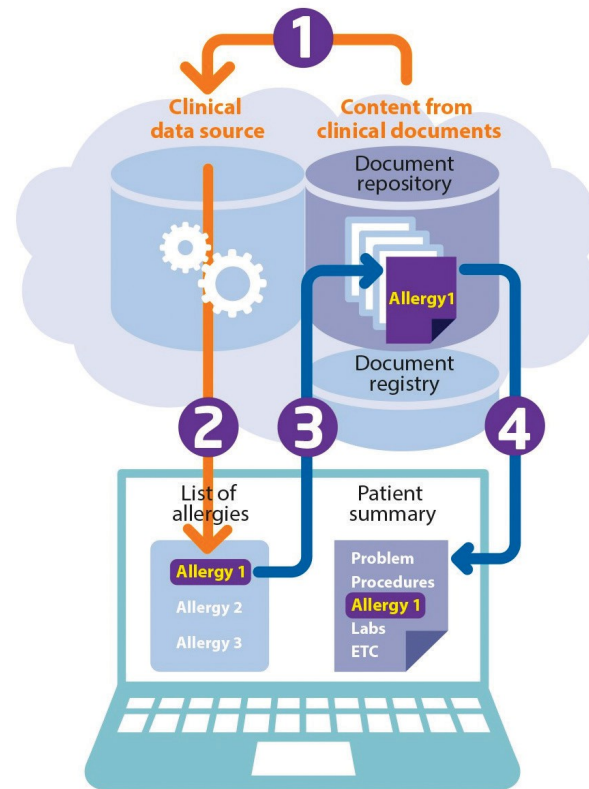 1
Clinical
data source
Content from
clinical documents
Document
repository
Allergy1
Document
registry
2
3
4
List of
allergies
Allergy 1
Allergy 2
Allergy 3
Patient
summary
Problem
Procedures
Allergy 1
Labs
ETC